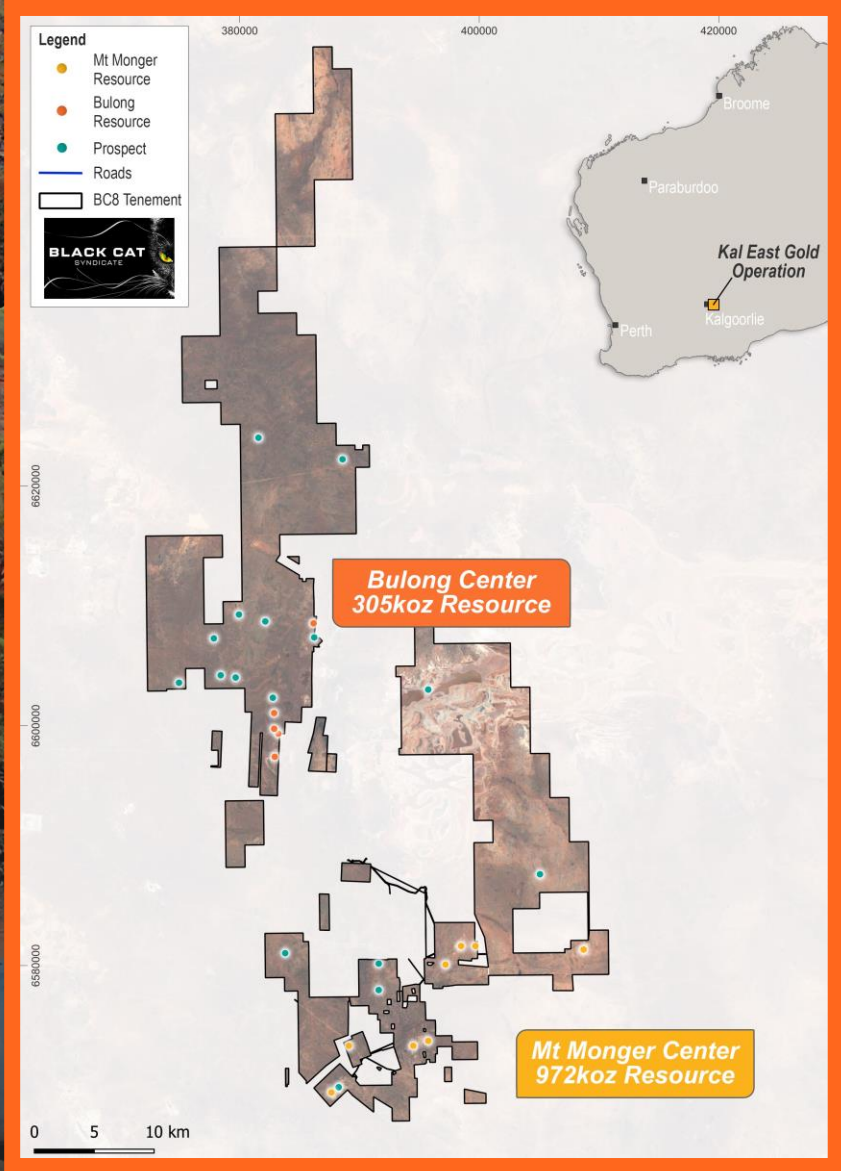 Legend
Mt Monger
Resource
Bulong
Resource
Prospect
Roads
BC8 Tenement
BLACK CAT
SYNDICATE
380000
400000
420000
Broome
Paraburdoo
Kal East Gold
Operation
Kalgoorlie
Perth
6620000
Bulong Center
305koz Resource
6600000
6580000
Mt Monger Center
972koz Resource
0 5 10 km